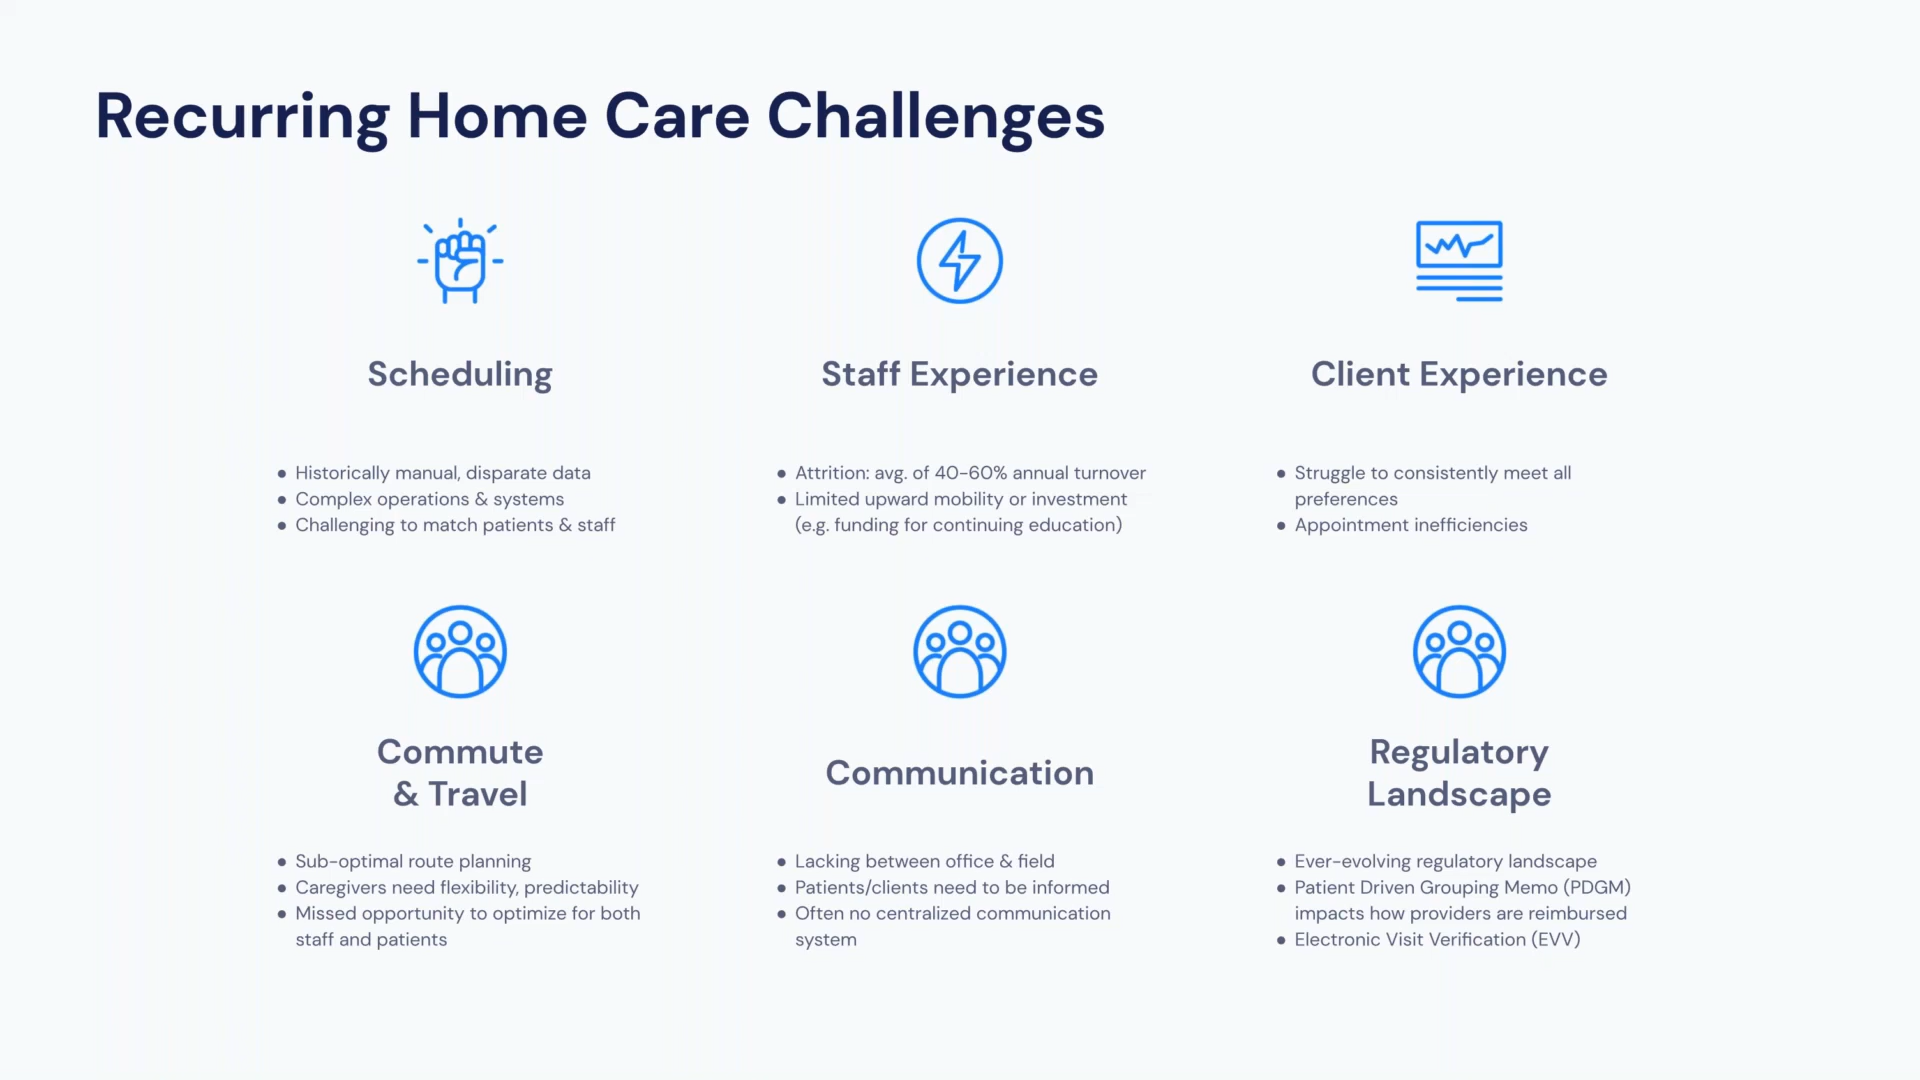 Recurring Home Care Challenges
Scheduling
● Historically manual, disparate data
● Complex operations & systems
● Challenging to match patients & staff
Staff Experience
● Attrition: avg. of 40-60% annual turnover
● Limited upward mobility or investment
(e.g. funding for continuing education)
Client Experience
● Struggle to consistently meet all
preferences
● Appointment inefficiencies
Commute
& Travel
● Sub-optimal route planning
● Caregivers need flexibility, predictability
● Missed opportunity to optimize for both
staff and patients
Communication
● Lacking between office & field
● Patients/clients need to be informed
● Often no centralized communication
system
Regulatory
Landscape
● Ever-evolving regulatory landscape
● Patient Driven Grouping Memo (PDGM)
impacts how providers are reimbursed
● Electronic Visit Verification (EVV)